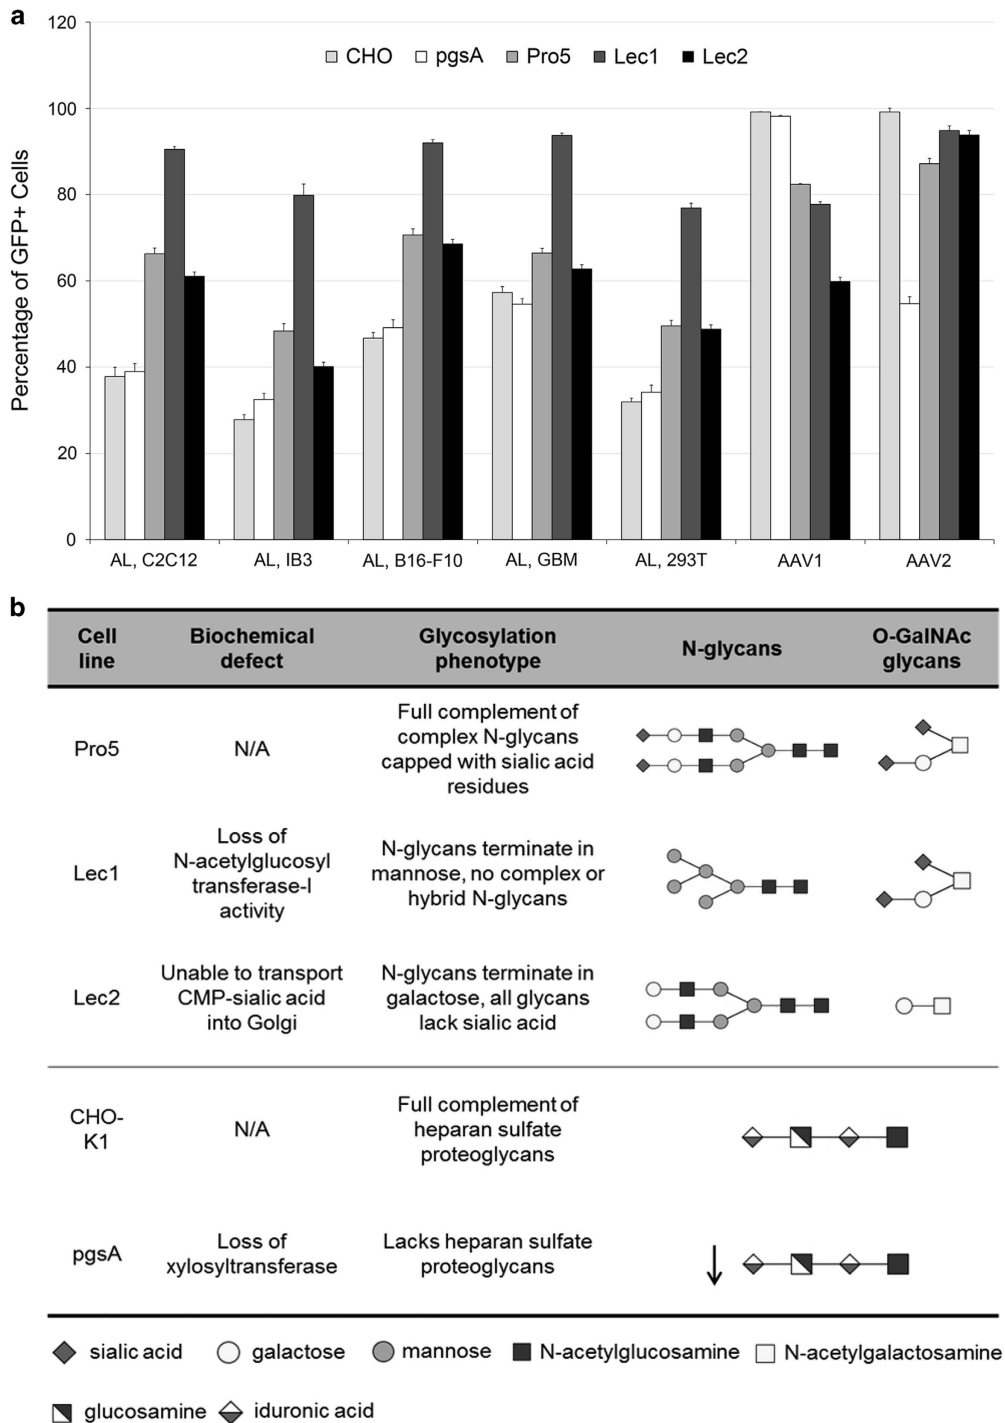 a
120
100
80
60
40
20
0
Percentage of GFP+ Cells
CHO pgsA Pro5 Lec1 Lec2
AL, C2C12 AL, IB3 AL, B16-F10 AL, GBM AL, 293T AAV1 AAV2
b
Cell line
Biochemical defect
Glycosylation phenotype
N-glycans
O-GalNAc glycans
Pro5
N/A
Full complement of
complex N-glycans
capped with sialic acid
residues
Lec1
Loss of
N-acetylglucosyl
transferase-I
activity
N-glycans terminate in
mannose, no complex or
hybrid N-glycans
Lec2
Unable to transport
CMP-sialic acid
into Golgi
N-glycans terminate in
galactose, all glycans
lack sialic acid
CHO-
K1
N/A
Full complement of
heparan sulfate
proteoglycans
pgsA
Loss of
xylosyltransferase
Lacks heparan sulfate
proteoglycans
sialic acid galactose mannose N-acetylglucosamine N-acetylgalactosamine
glucosamine iduronic acid